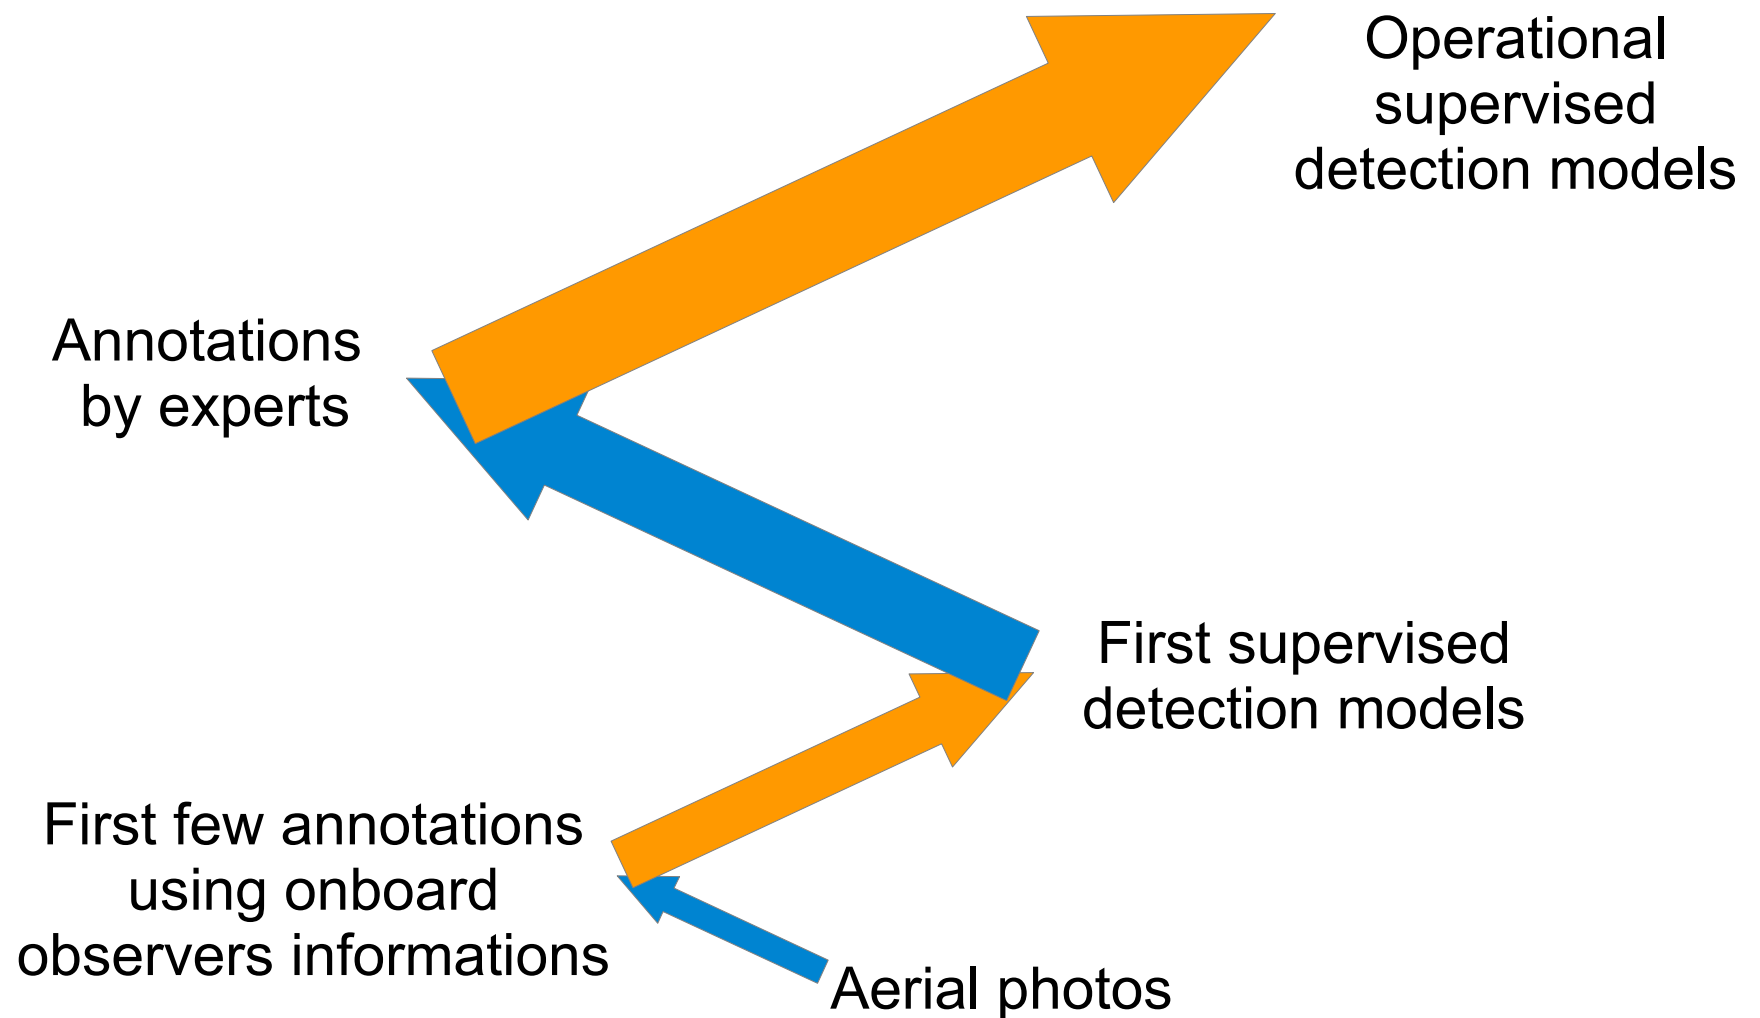 Operational
supervised
detection models
Annotations
by experts
First supervised
detection models
First few annotations
using onboard
observers informations
Aerial photos